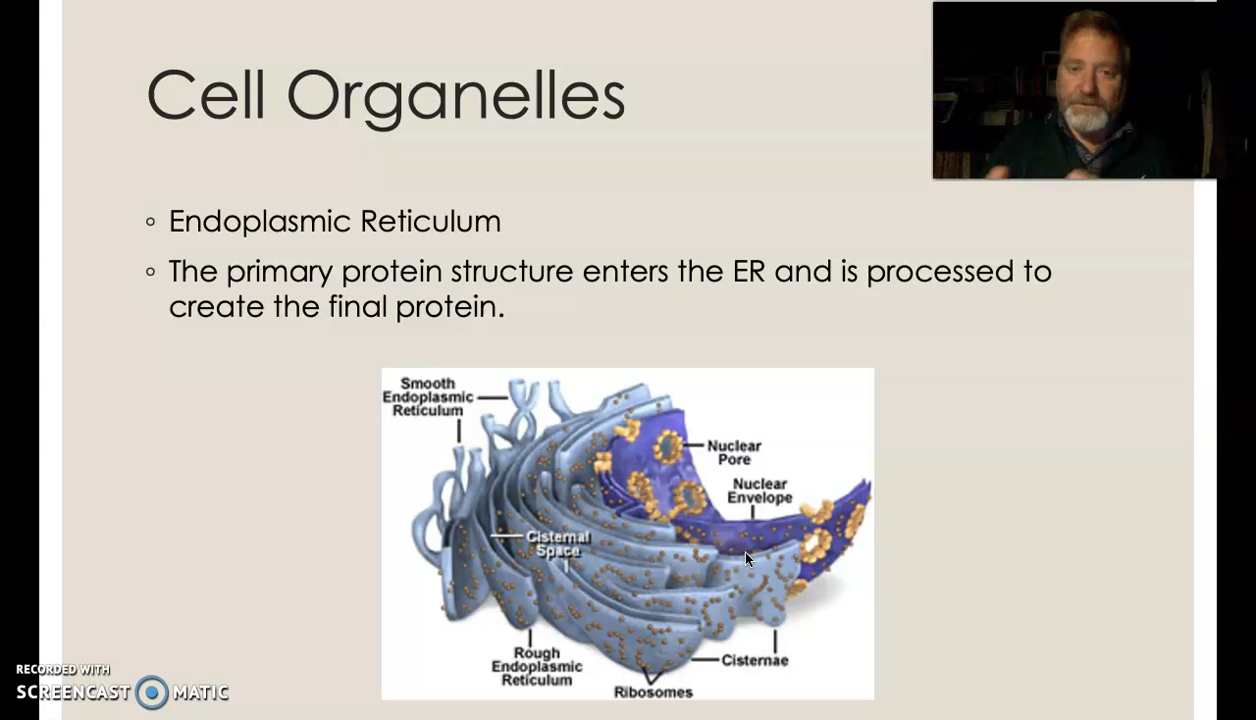 Cell Organelles
Endoplasmic Reticulum
The primary protein structure enters the ER and is processed to
create the final protein.
Smooth
Endoplasmic
Reticulum
Nuclear
Pore
Nuclear
Envelope
Cisternal
Space
Rough
Endoplasmic
Reticulum
Cisternae
Ribosomes
RECORDED WITH
SCREENCAST MATIC